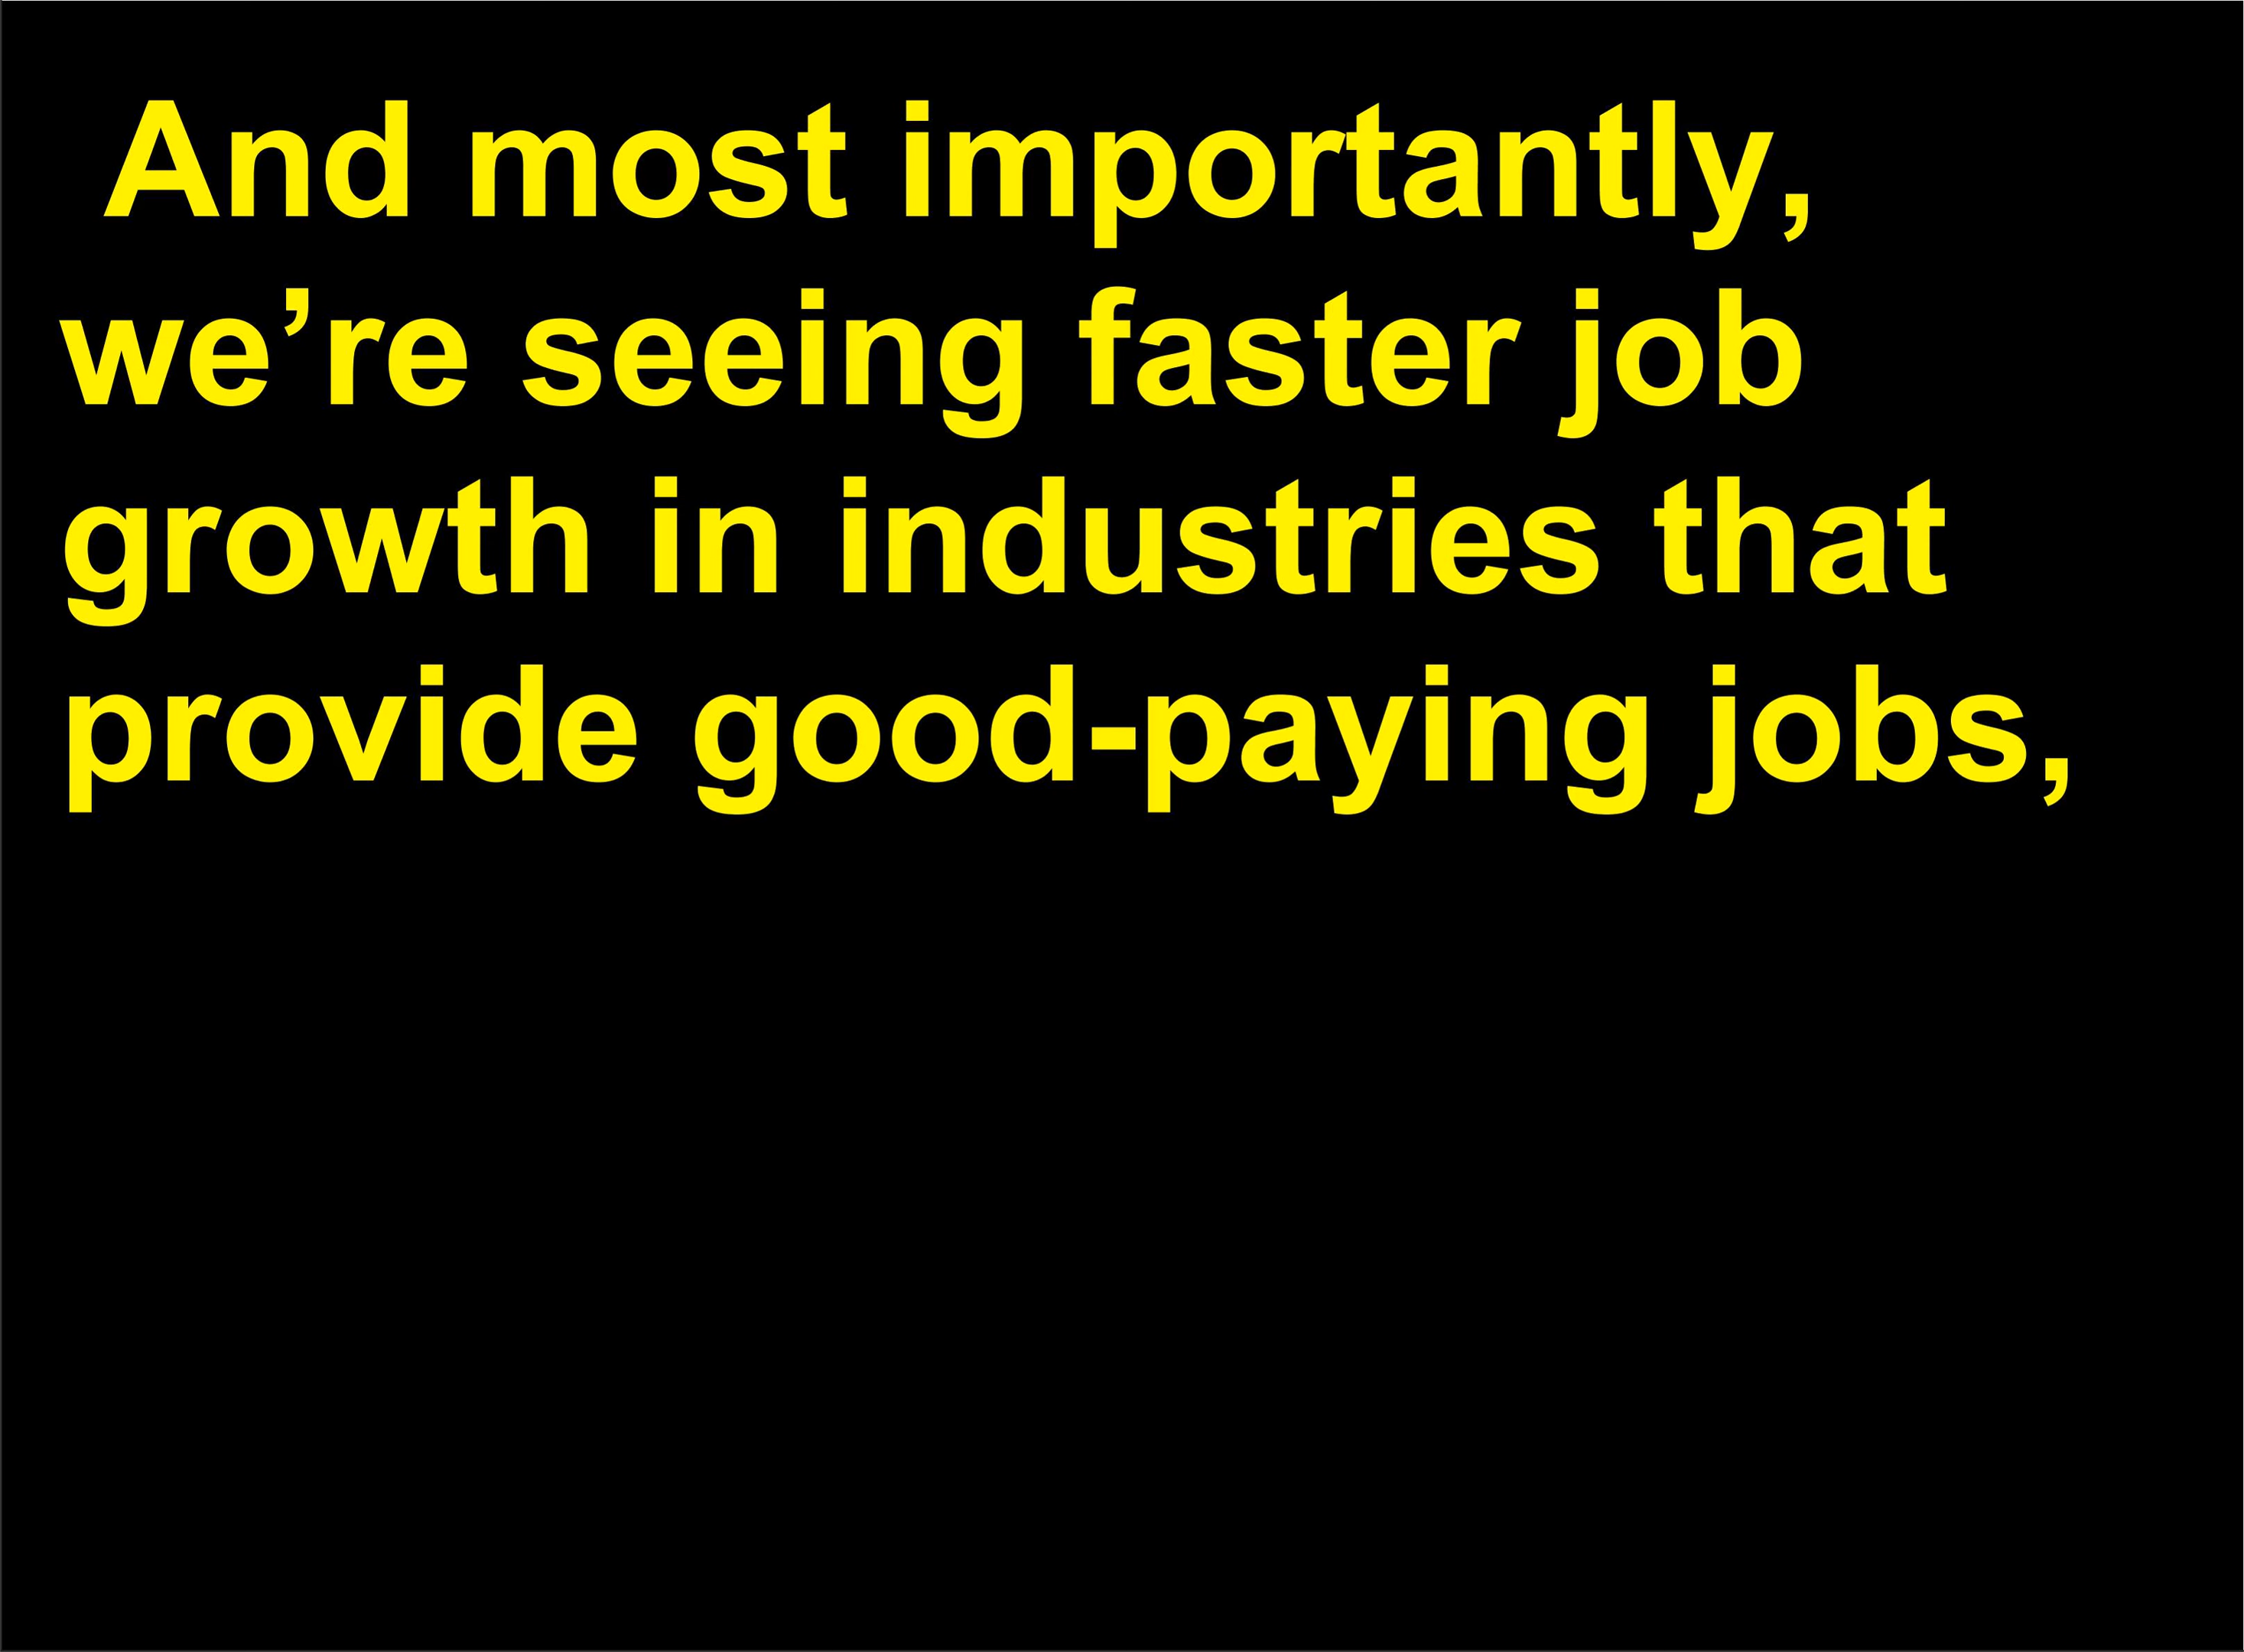 And most importantly,
we’re seeing faster job
growth in industries that
provide good-paying jobs,